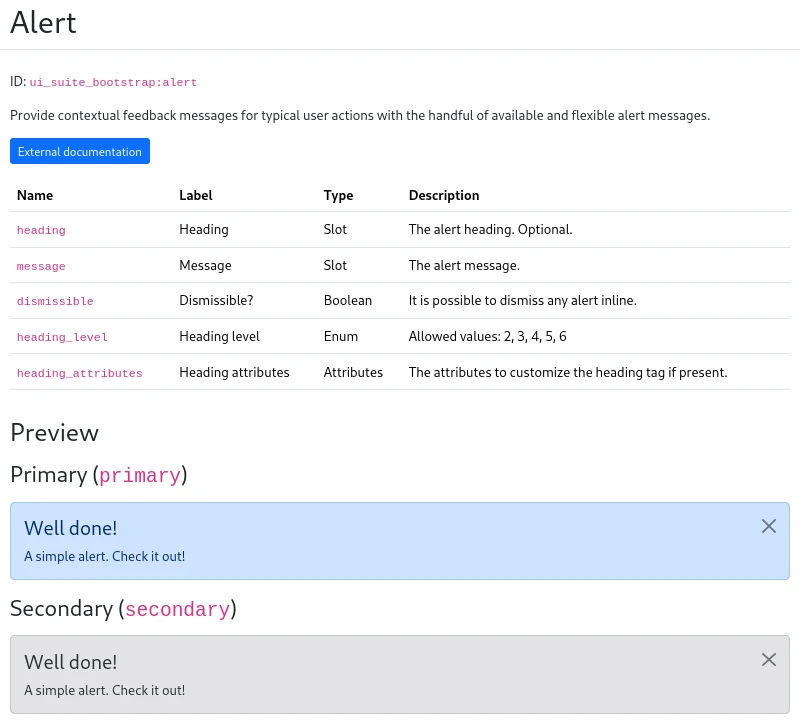 Alert
ID: ui_suite_bootstrap:alert
Provide contextual feedback messages for typical user actions with the handful of available and flexible alert messages.
External documentation
Name Label Type Description
heading Heading Slot The alert heading. Optional.
message Message Slot The alert message.
dismissible Dismissible? Boolean It is possible to dismiss any alert inline.
heading_level Heading level Enum Allowed values: 2, 3, 4, 5, 6
heading_attributes Heading attributes Attributes The attributes to customize the heading tag if present.
Preview
Primary (primary)
Well done!
A simple alert. Check it out!
Secondary (secondary)
Well done!
A simple alert. Check it out!